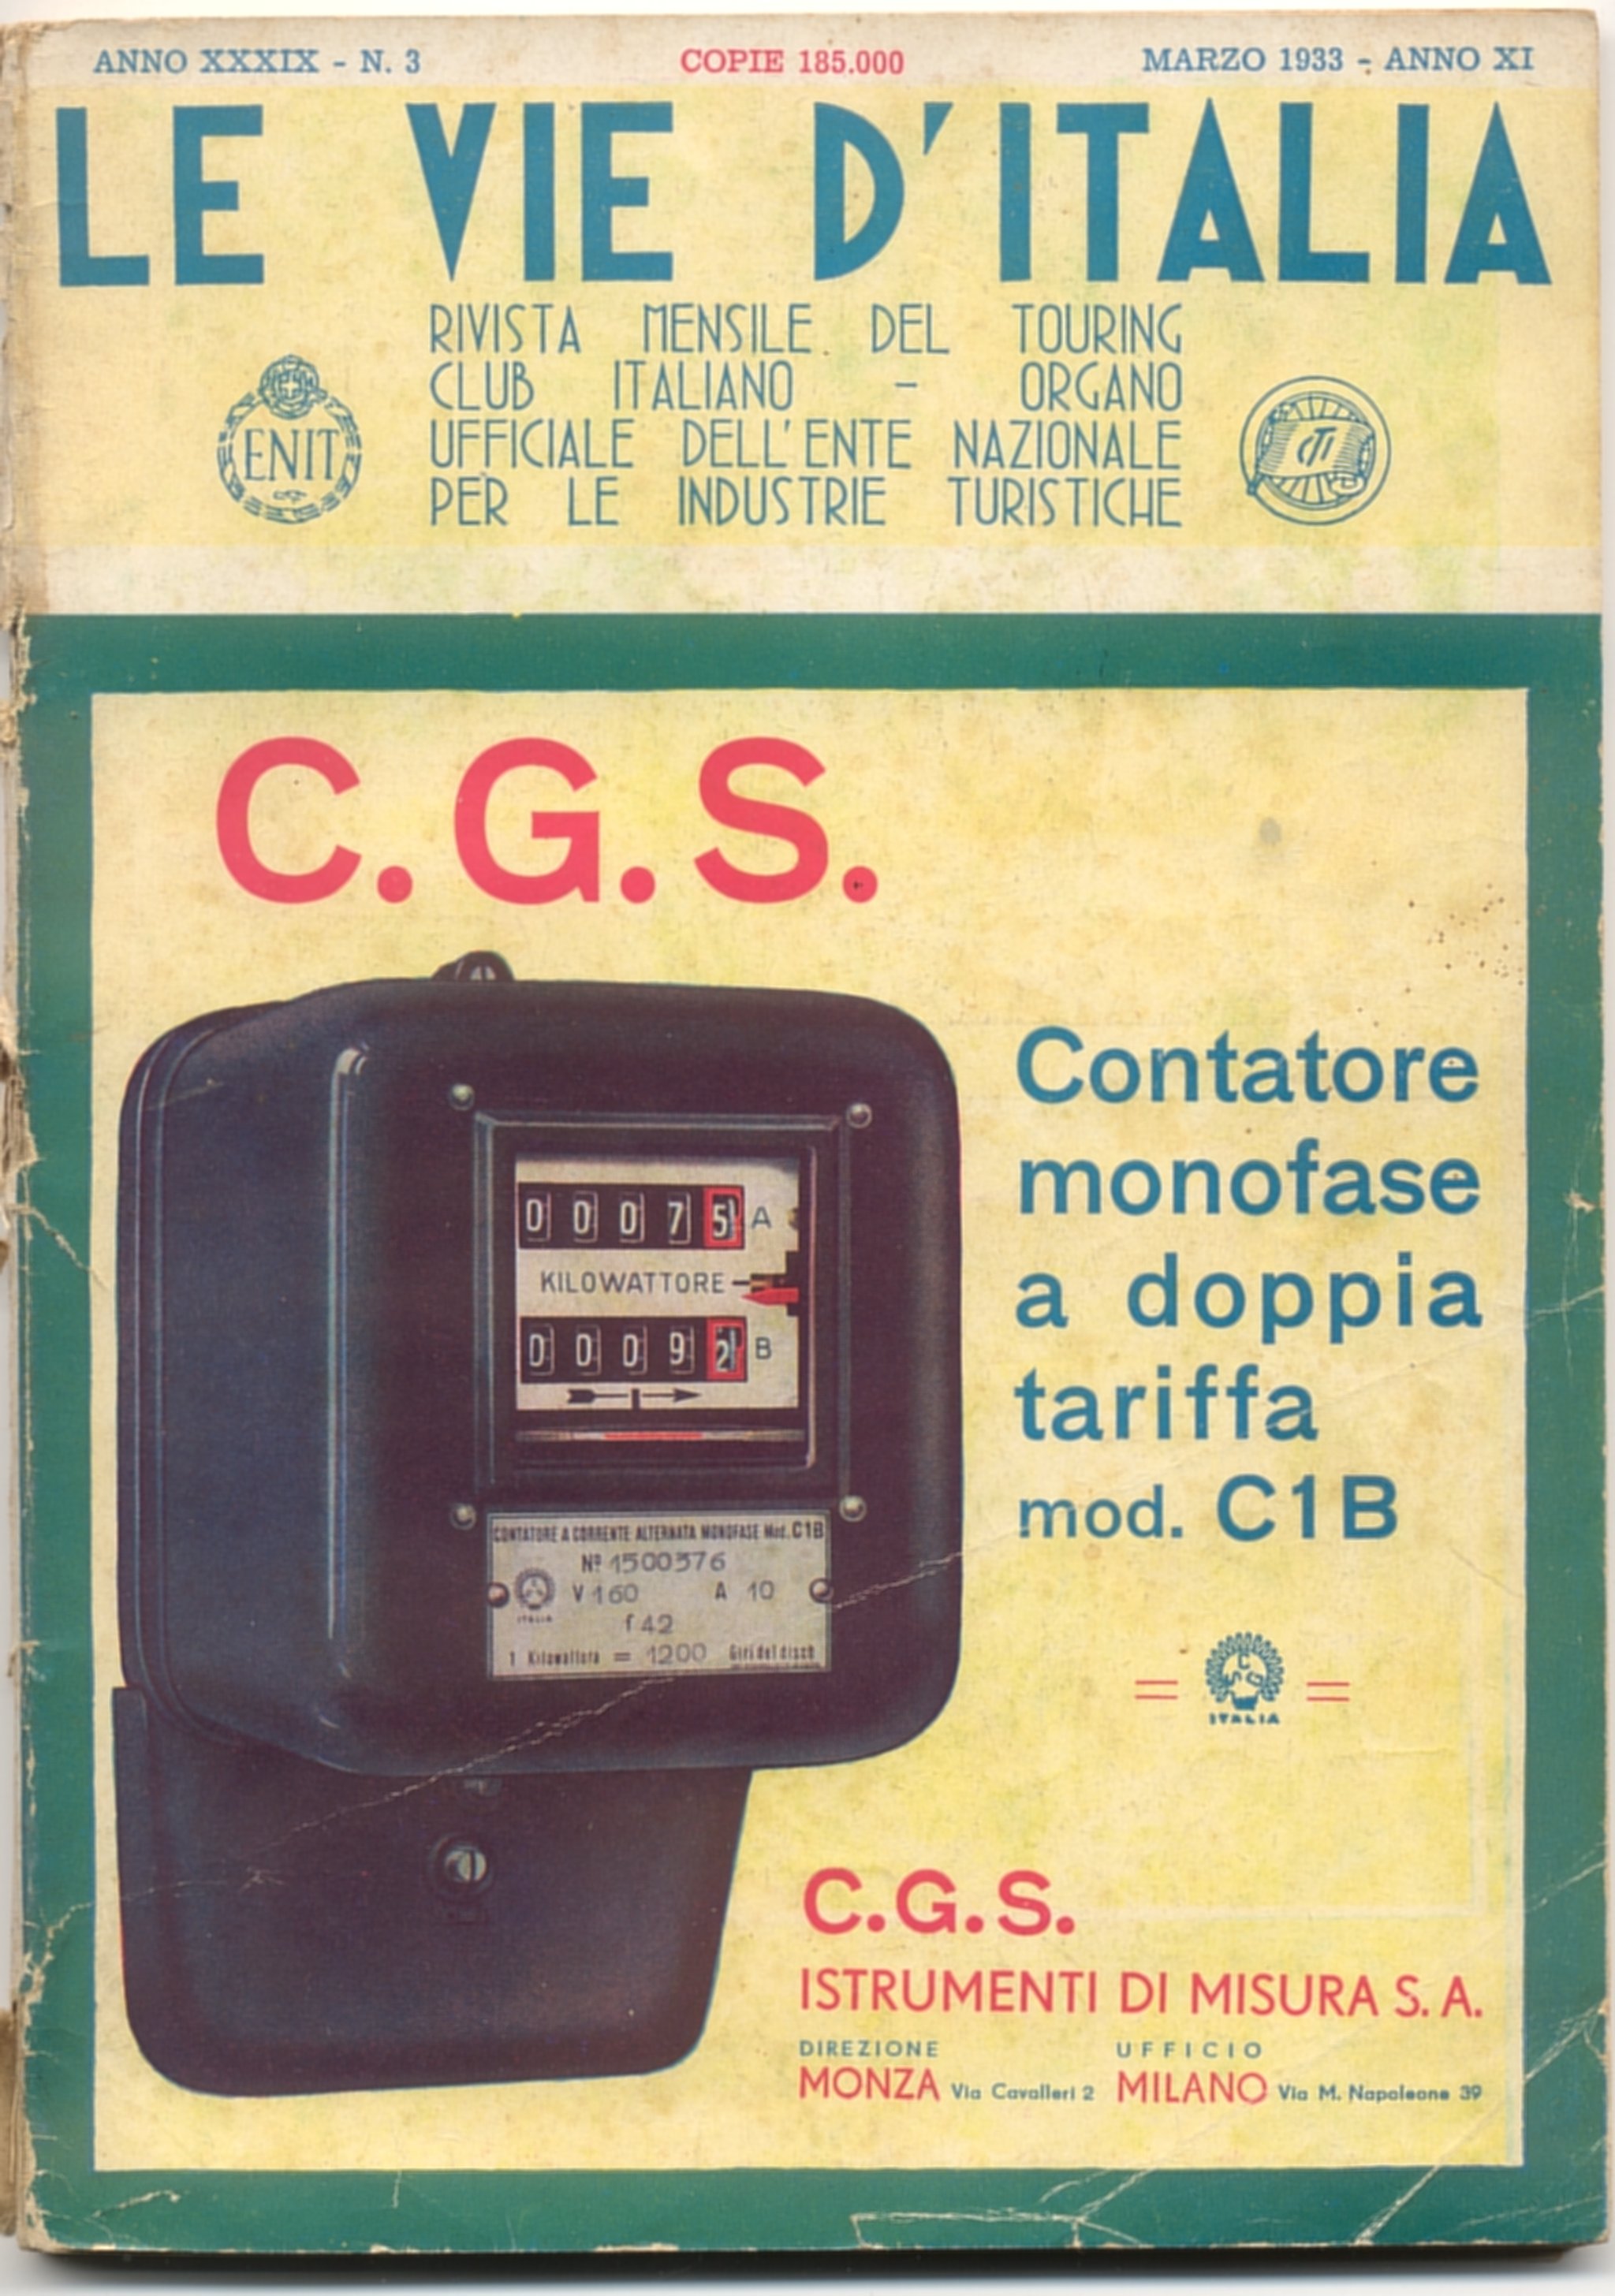 ANNO XXXIX - N. 3
COPIE 185.000
MARZO 1933 - ANNO XI
LE VIE D'ITALIA
RIVISTA MENSILE DEL TOURING
CLUB ITALIANO - ORGANO
UFFICIALE DELL'ENTE NAZIONALE
PER LE INDUSTRIE TURISTICHE
ENIT
CTI
C.G.S.
0 0 0 7 5 A
KILOWATTORE
0 0 0 9 2 B
CONTATORE A CORRENTE ALTERNATA MONOFASE Mod. C1B
Nº 1500376
V 160 A 10
ITALIA
f 42
1 Kilowattora = 1200 Giri del disco
Contatore
monofase
a doppia
tariffa
mod. C1B
C
S G
ITALIA
C.G.S.
ISTRUMENTI DI MISURA S. A.
DIREZIONE UFFICIO
MONZA Via Cavalleri 2 MILANO Via M. Napoleone 39